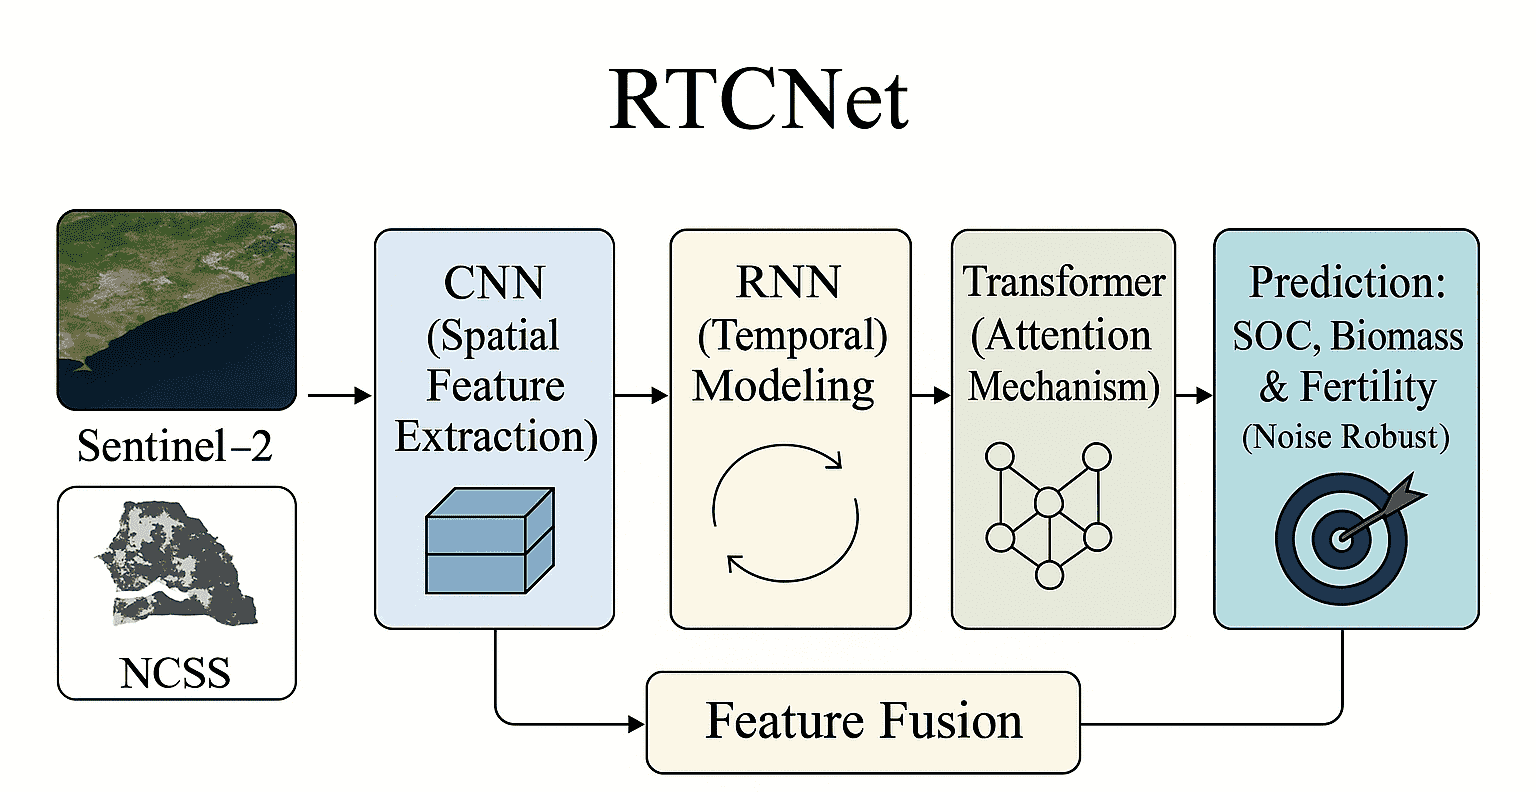 RTCNet
Sentinel–2
NCSS
CNN
(Spatial
Feature
Extraction)
RNN
(Temporal)
Modeling
Transformer
(Attention
Mechanism)
Prediction:
SOC, Biomass
& Fertility
(Noise Robust)
Feature Fusion